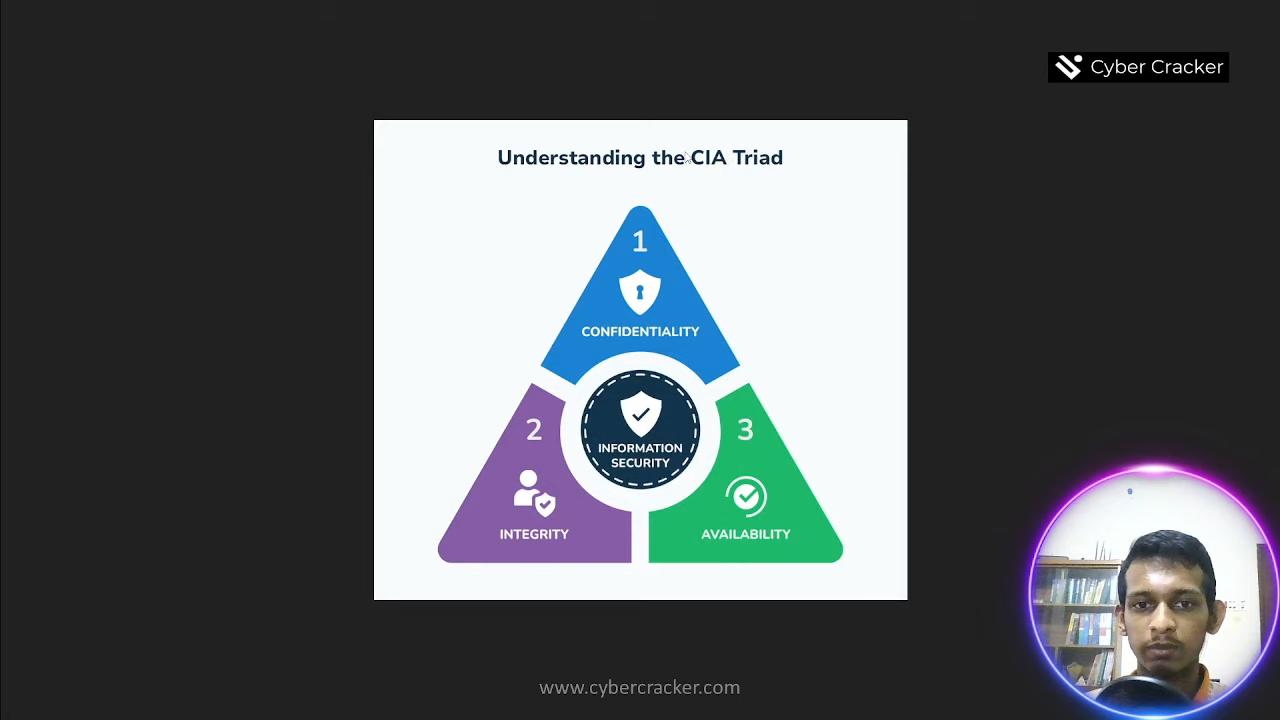 Cyber Cracker
Understanding the CIA Triad
1
CONFIDENTIALITY
2
3
INFORMATION
SECURITY
INTEGRITY
AVAILABILITY
www.cybercracker.com